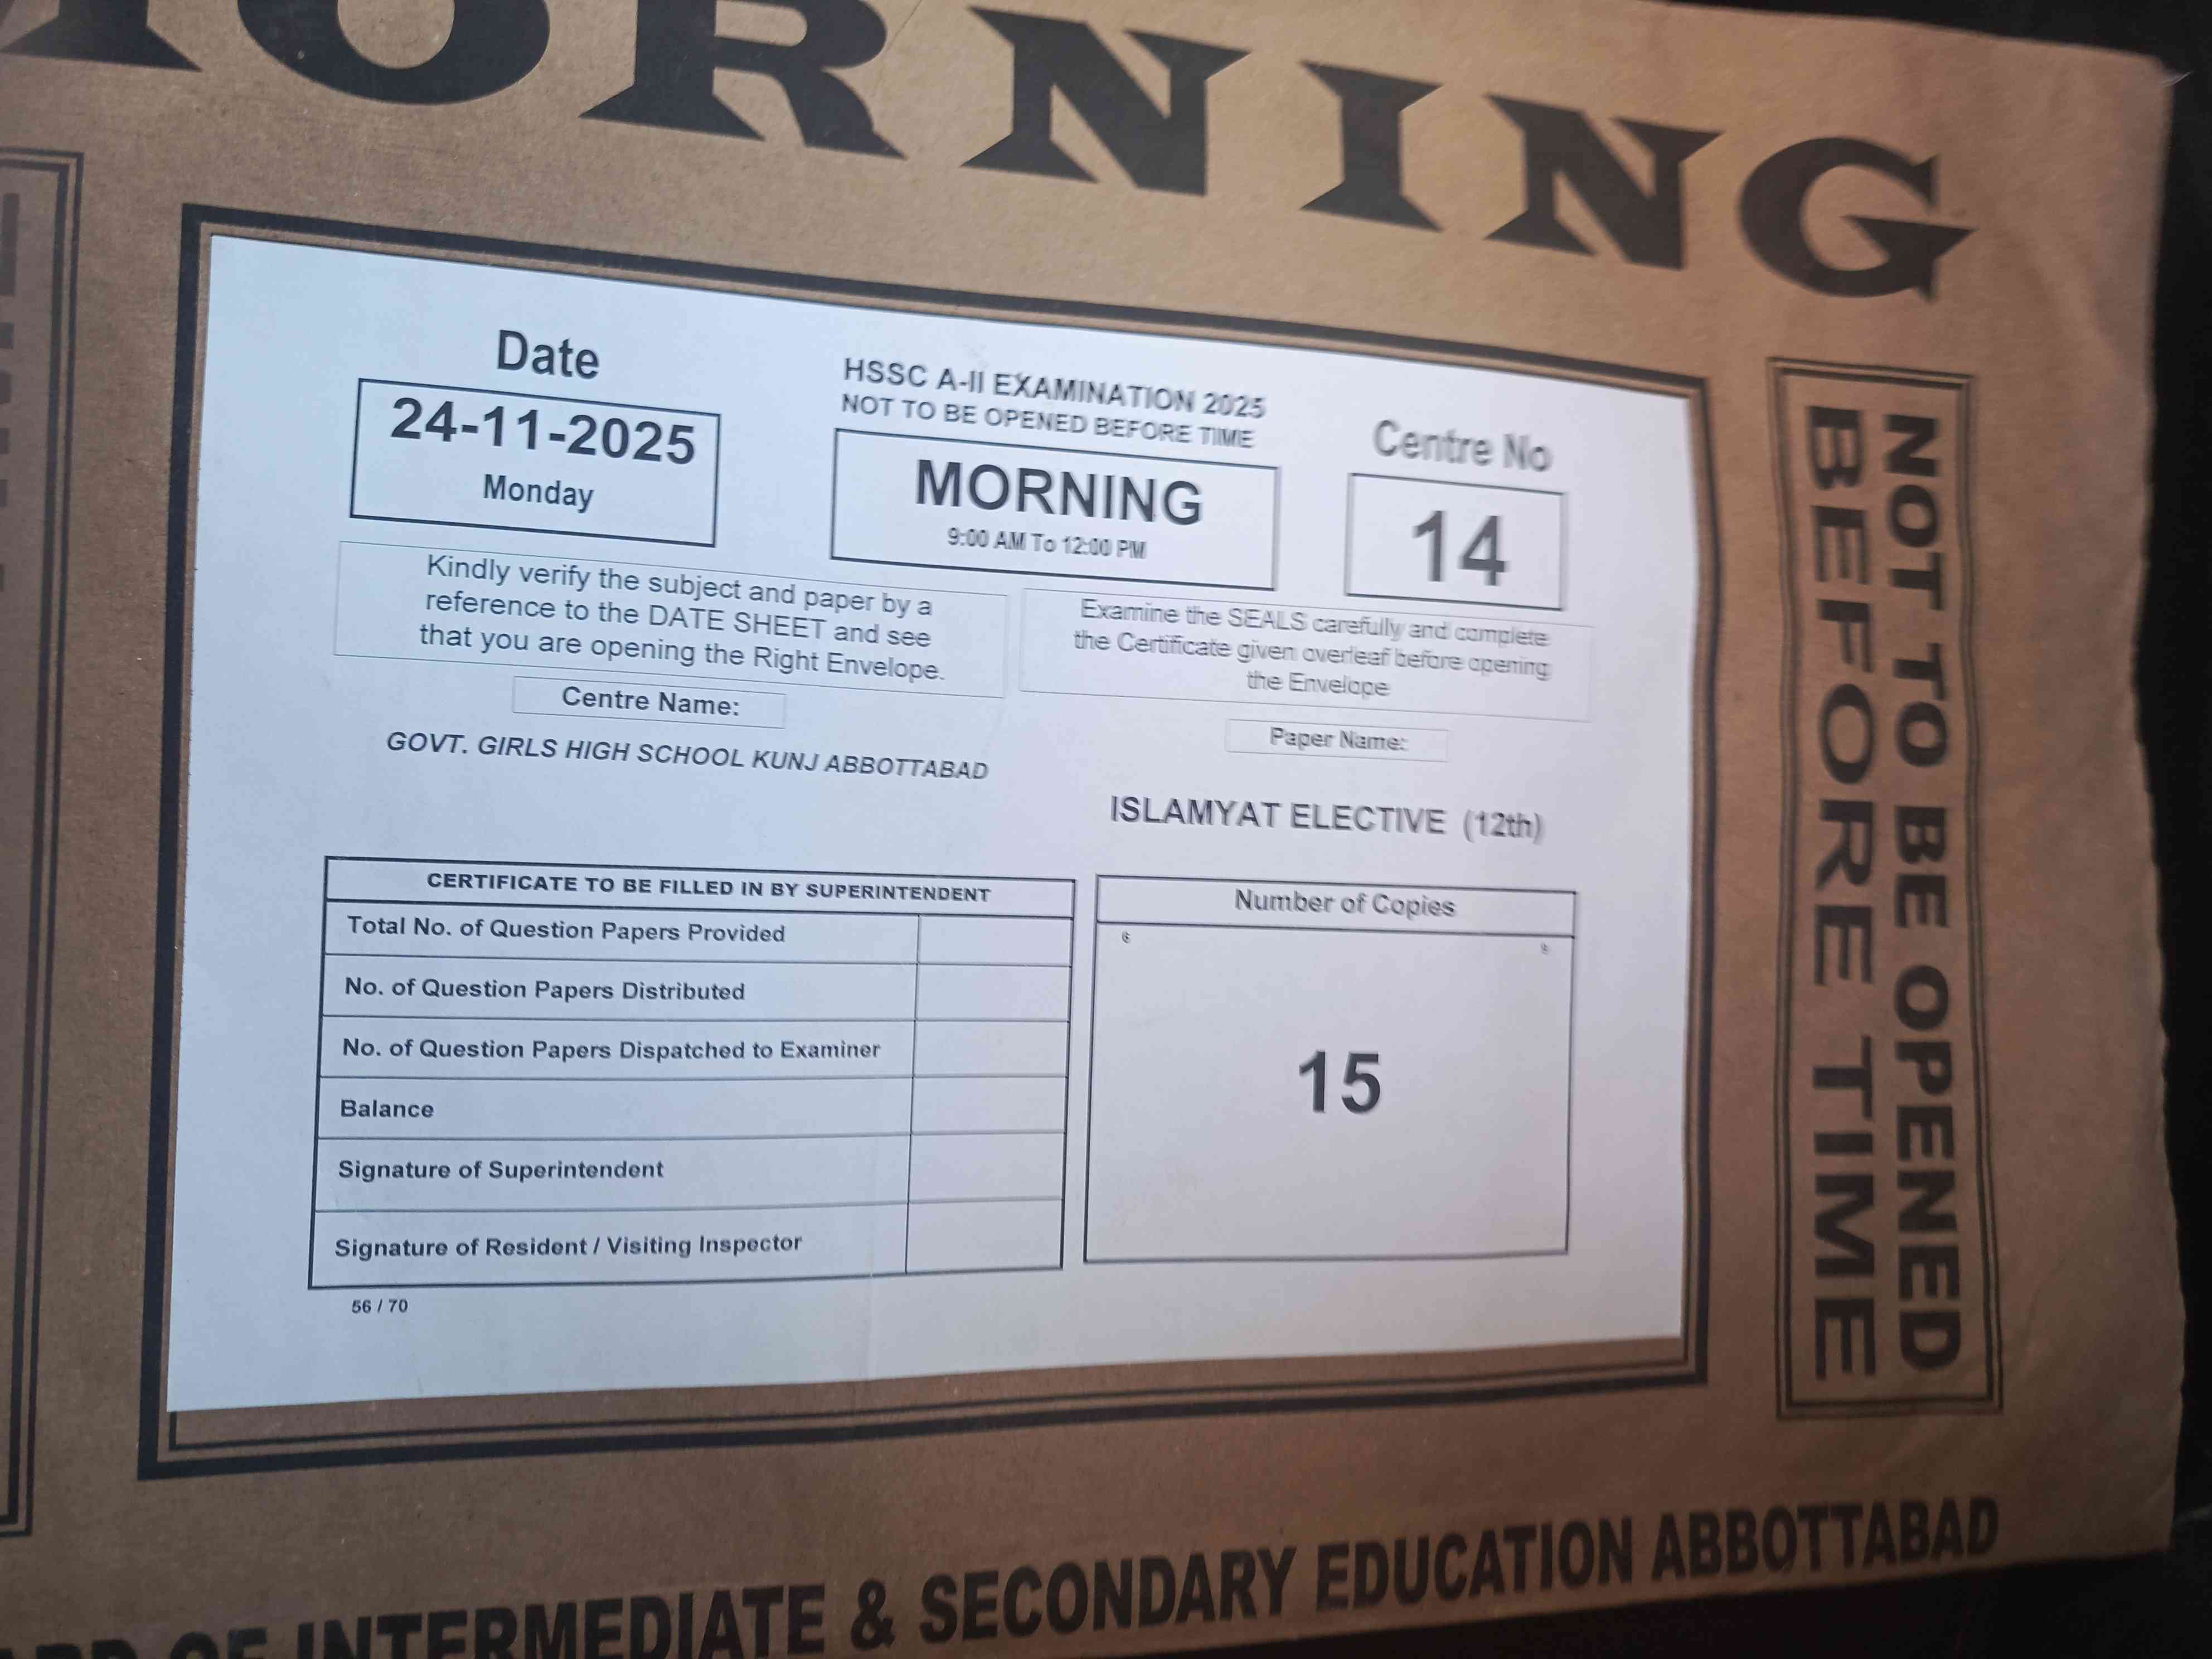 MORNING
Date
24-11-2025
Monday
HSSC A-II EXAMINATION 2025
NOT TO BE OPENED BEFORE TIME
MORNING
9:00 AM To 12:00 PM
Centre No
14
Kindly verify the subject and paper by a
reference to the DATE SHEET and see
that you are opening the Right Envelope.
Examine the SEALS carefully and complete
the Certificate given overleaf before opening
the Envelope
Centre Name:
GOVT. GIRLS HIGH SCHOOL KUNJ ABBOTTABAD
Paper Name:
ISLAMYAT ELECTIVE (12th)
CERTIFICATE TO BE FILLED IN BY SUPERINTENDENT
Total No. of Question Papers Provided
No. of Question Papers Distributed
No. of Question Papers Dispatched to Examiner
Balance
Signature of Superintendent
Signature of Resident / Visiting Inspector
56 / 70
Number of Copies
15
NOT TO BE OPENED
BEFORE TIME
OF INTERMEDIATE & SECONDARY EDUCATION ABBOTTABAD